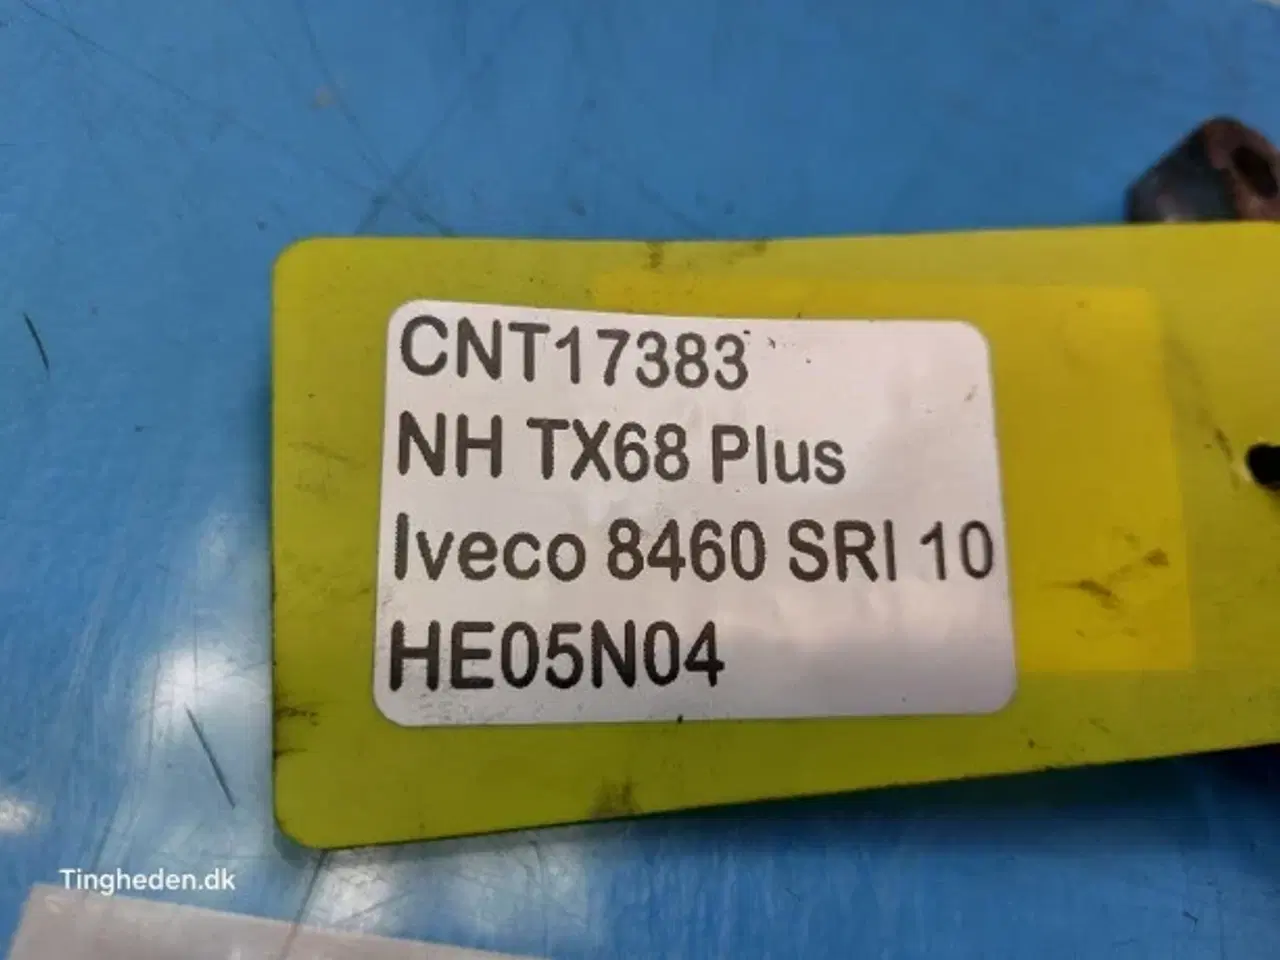 CNT17383
NH TX68 Plus
Iveco 8460 SRI 10
HE05N04
Tingheden.dk